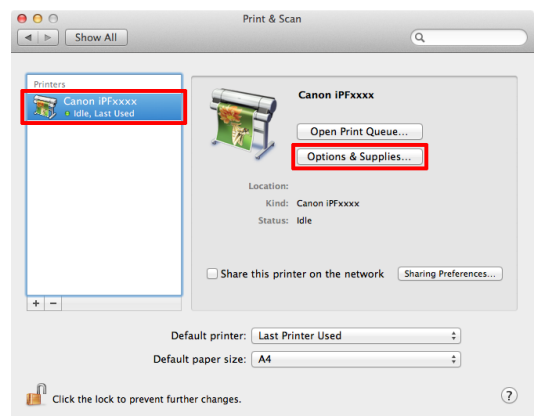 Print & Scan
Show All
Printers
Canon iPFxxxx
Idle, Last Used
Canon iPFxxxx
Open Print Queue...
Options & Supplies...
Location:
Kind: Canon iPFxxxx
Status: Idle
Share this printer on the network Sharing Preferences...
+ −
Default printer: Last Printer Used
Default paper size: A4
Click the lock to prevent further changes.
?